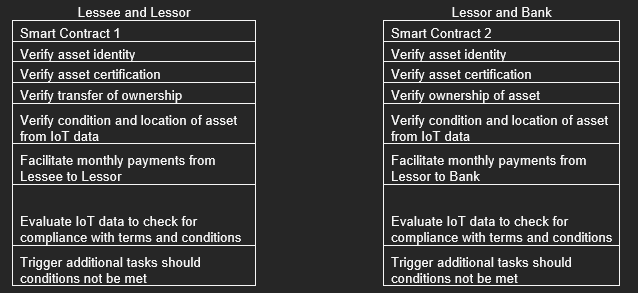 Lessee and Lessor
Smart Contract 1
Verify asset identity
Verify asset certification
Verify transfer of ownership
Verify condition and location of asset
from IoT data
Facilitate monthly payments from
Lessee to Lessor
Evaluate IoT data to check for
compliance with terms and conditions
Trigger additional tasks should
conditions not be met
Lessor and Bank
Smart Contract 2
Verify asset identity
Verify asset certification
Verify ownership of asset
Verify condition and location of asset
from IoT data
Facilitate monthly payments from
Lessor to Bank
Evaluate IoT data to check for
compliance with terms and conditions
Trigger additional tasks should
conditions not be met